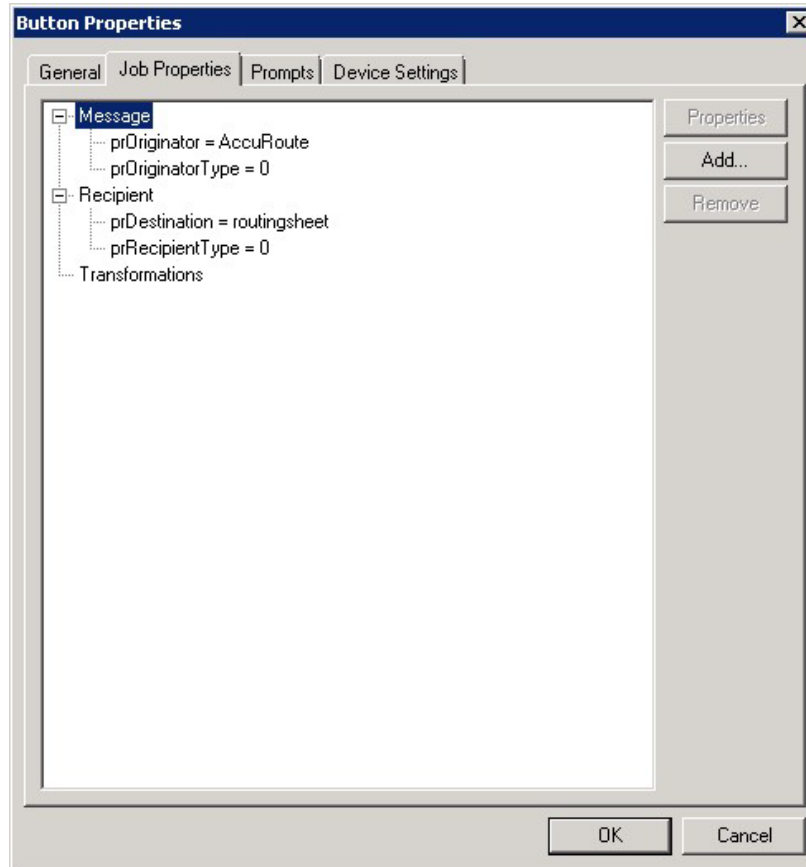 Button Properties
General Job Properties Prompts Device Settings
Message
prOriginator = AccuRoute
prOriginatorType = 0
Recipient
prDestination = routingsheet
prRecipientType = 0
Transformations
Properties
Add...
Remove
OK Cancel